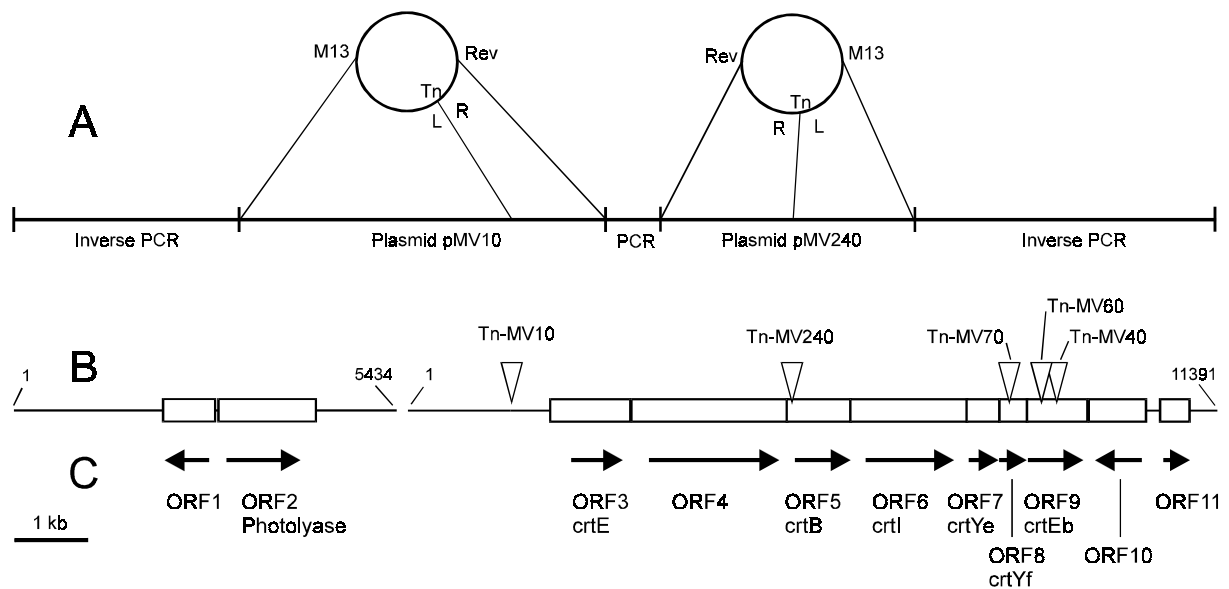 A
M13
Rev
Tn
L
R
Rev
M13
Tn
R
L
Inverse PCR
Plasmid pMV10
PCR
Plasmid pMV240
Inverse PCR
B
1
5434
1
Tn-MV10
Tn-MV240
Tn-MV70
Tn-MV60
Tn-MV40
11391
C
1 kb
ORF1
ORF2
Photolyase
ORF3
crtE
ORF4
ORF5
crtB
ORF6
crtI
ORF7
crtYe
ORF8
crtYf
ORF9
crtEb
ORF10
ORF11